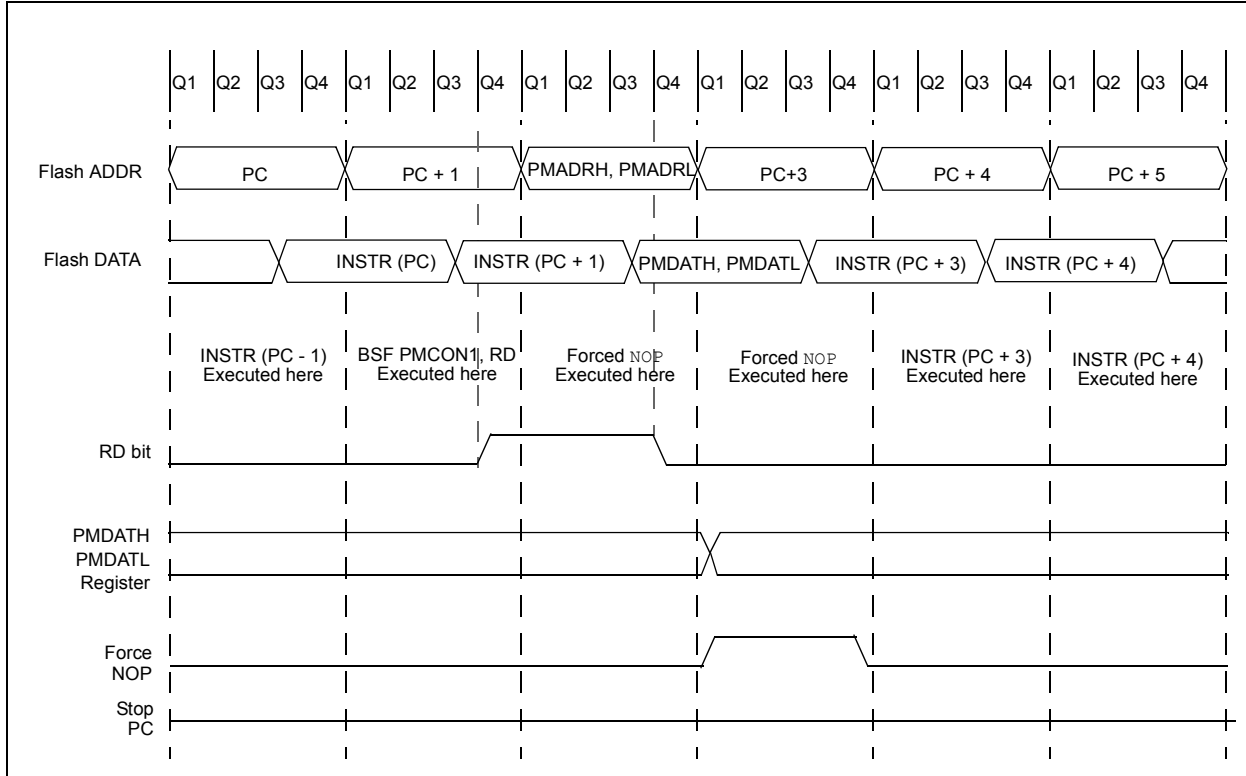 Q1 Q2 Q3 Q4 Q1 Q2 Q3 Q4 Q1 Q2 Q3 Q4 Q1 Q2 Q3 Q4 Q1 Q2 Q3 Q4 Q1 Q2 Q3 Q4
Flash ADDR PC PC + 1 PMADRH, PMADRL PC+3 PC + 4 PC + 5
Flash DATA INSTR (PC) INSTR (PC + 1) PMDATH, PMDATL INSTR (PC + 3) INSTR (PC + 4)
INSTR (PC - 1) BSF PMCON1, RD Forced NOP Forced NOP INSTR (PC + 3) INSTR (PC + 4)
Executed here Executed here Executed here Executed here Executed here Executed here
RD bit
PMDATH
PMDATL
Register
Force
NOP
Stop
PC